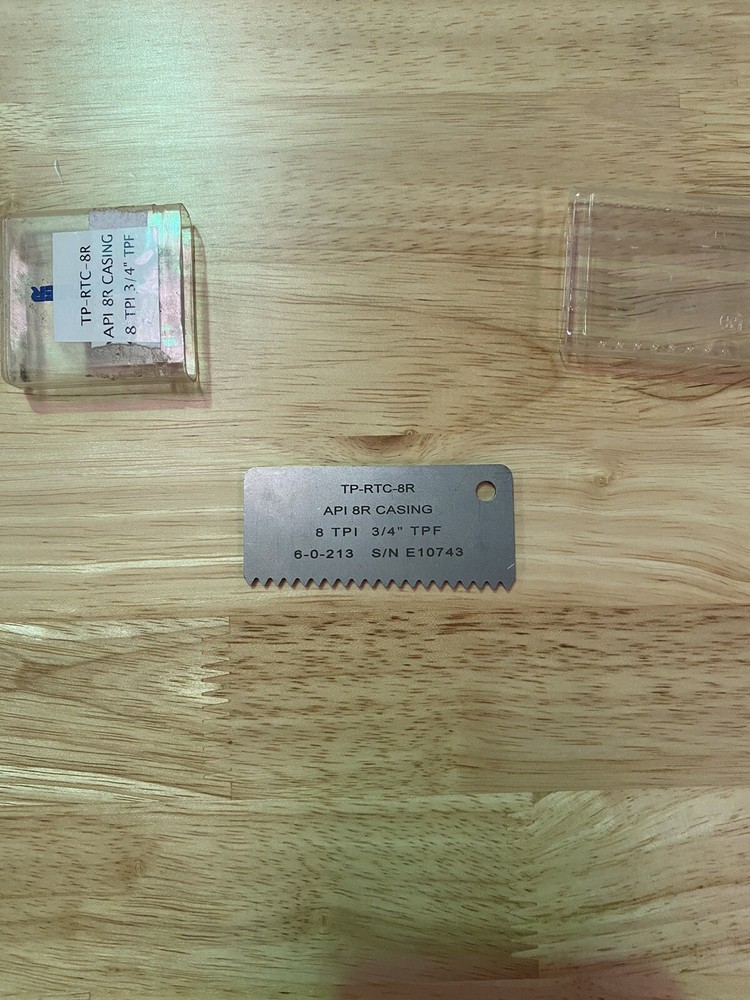 TP-RTC-8R
API 8R CASING
8 TPI 3/4" TPF
TP-RTC-8R
API 8R CASING
8 TPI 3/4" TPF
6-0-213 S/N E10743